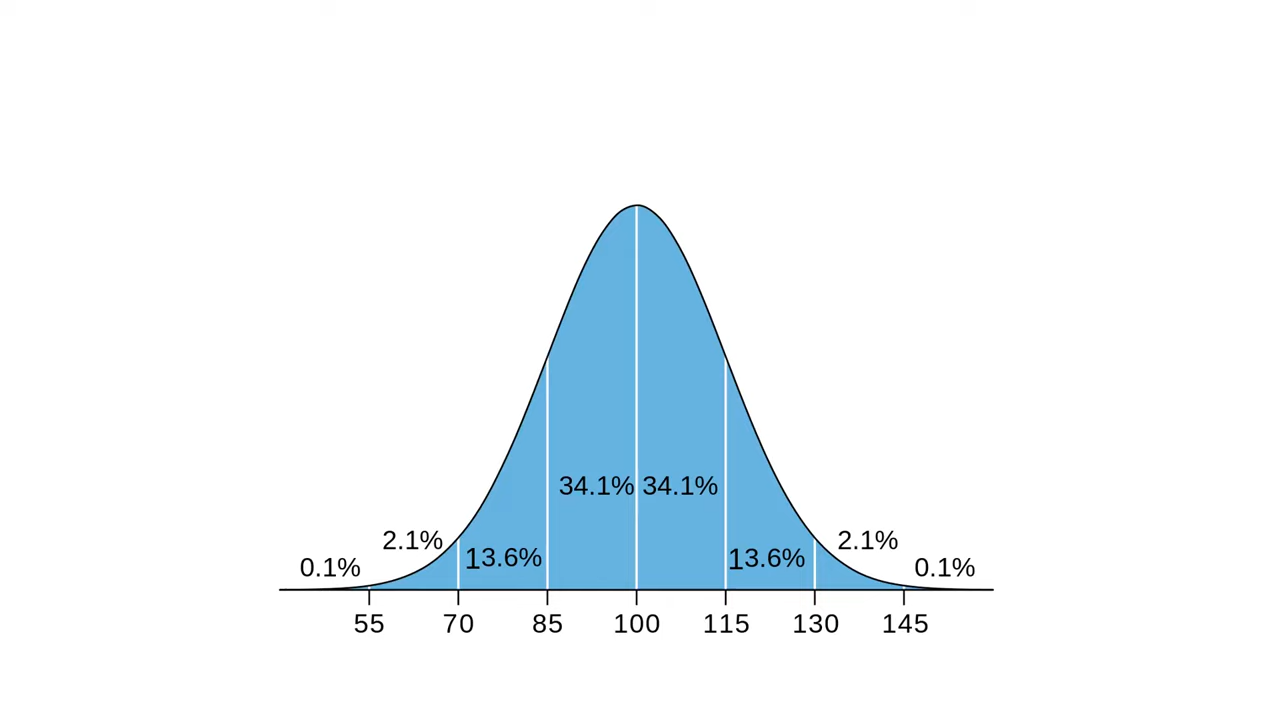 34.1% 34.1%
2.1% 2.1%
13.6% 13.6%
0.1% 0.1%
55 70 85 100 115 130 145